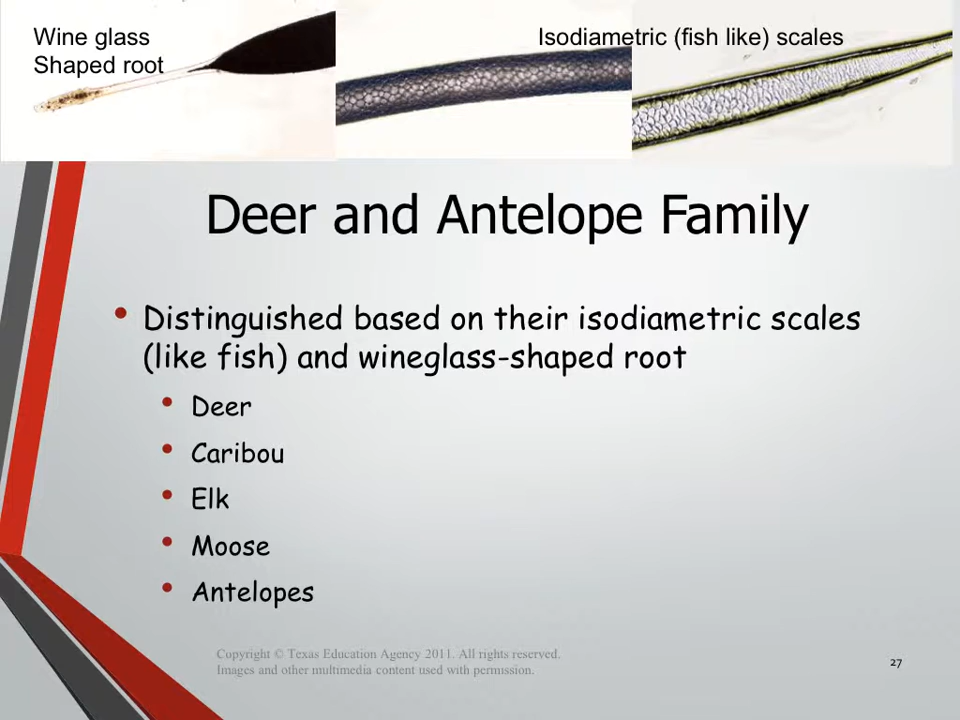 Wine glass
Shaped root
Isodiametric (fish like) scales
Deer and Antelope Family
• Distinguished based on their isodiametric scales
(like fish) and wineglass-shaped root
• Deer
• Caribou
• Elk
• Moose
• Antelopes
Copyright © Texas Education Agency 2011. All rights reserved.
Images and other multimedia content used with permission.
27